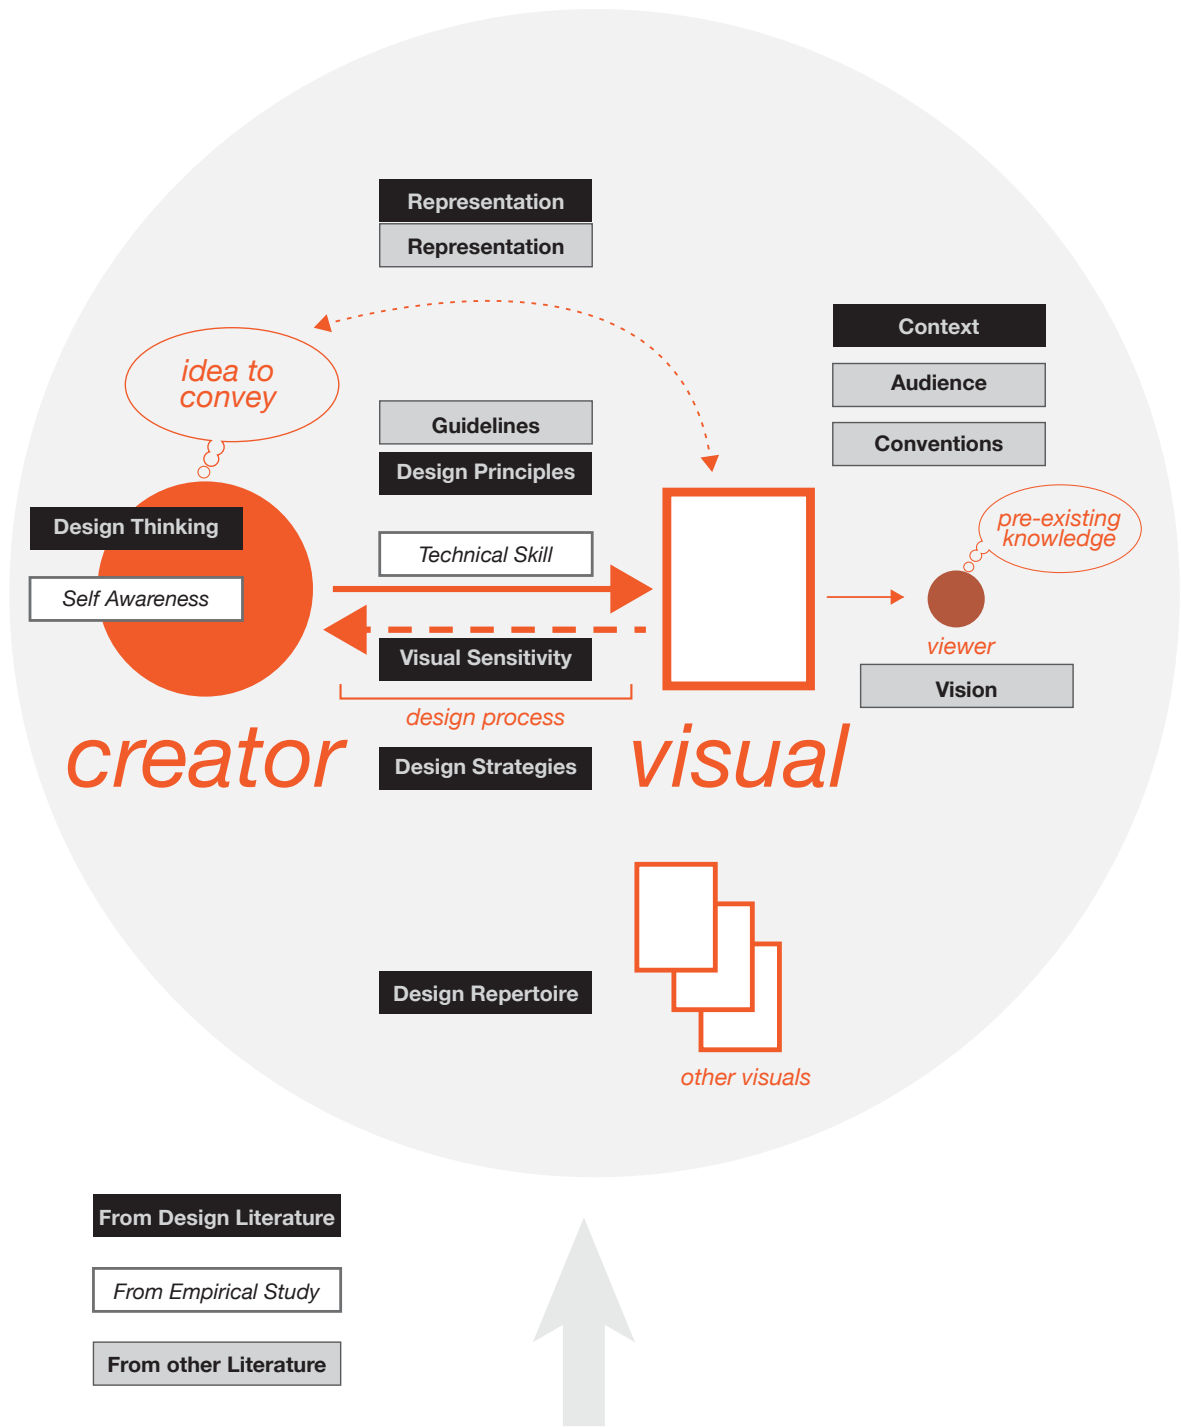 Representation
Representation
Context
Audience
Conventions
idea to
convey
Guidelines
Design Principles
Technical Skill
Design Thinking
Self Awareness
pre-existing
knowledge
viewer
Vision
Visual Sensitivity
design process
creator
visual
Design Strategies
Design Repertoire
other visuals
From Design Literature
From Empirical Study
From other Literature